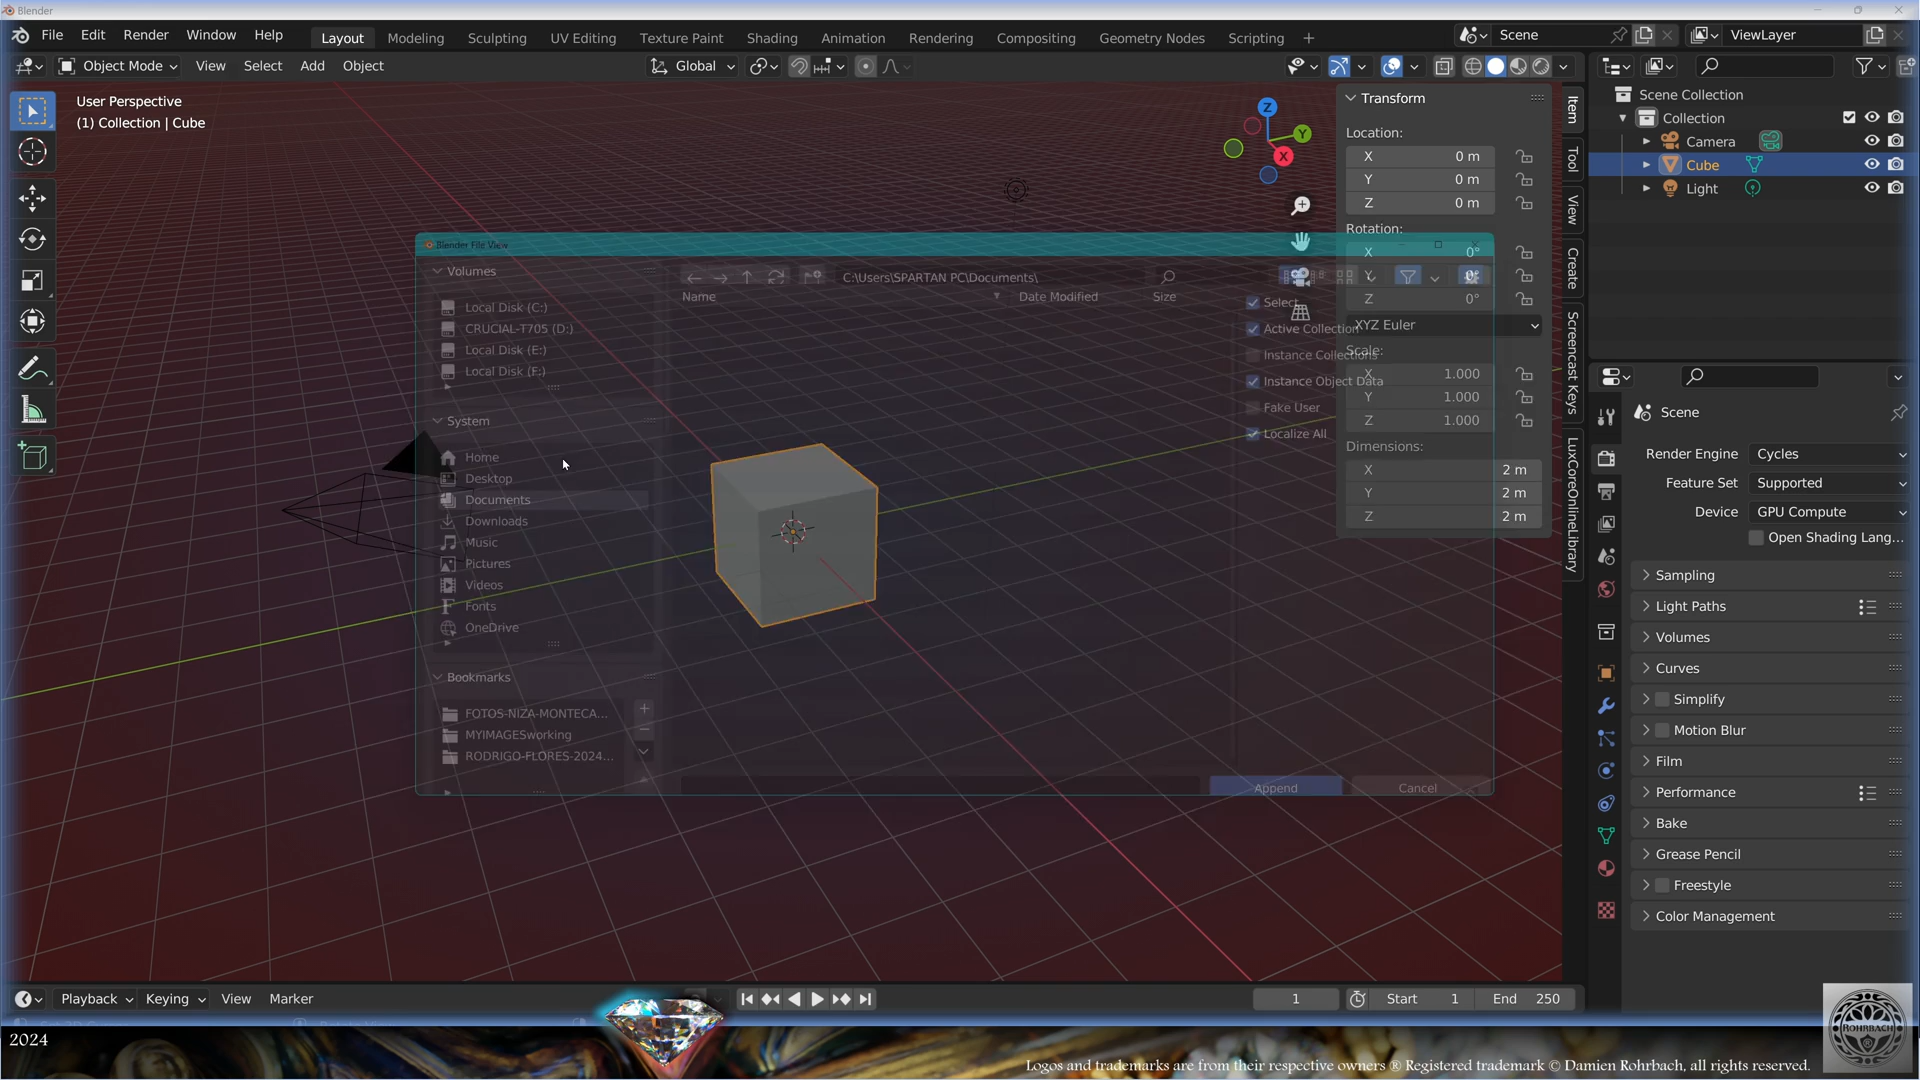 Blender
File Edit Render Window Help
Layout Modeling Sculpting UV Editing Texture Paint Shading Animation Rendering Compositing Geometry Nodes Scripting +
Scene
ViewLayer
Object Mode View Select Add Object
Global
User Perspective
(1) Collection | Cube
Z
Y
X
Transform
Location:
X 0 m
Y 0 m
Z 0 m
Rotation:
X 0°
Y 0°
Z 0°
XYZ Euler
Scale:
X 1.000
Y 1.000
Z 1.000
Dimensions:
X 2 m
Y 2 m
Z 2 m
Item
Tool
View
Create
Screencast Keys
LuxCoreOnlineLibrary
Blender File View
Volumes
Local Disk (C:)
CRUCIAL-T705 (D:)
Local Disk (E:)
Local Disk (F:)
System
Home
Desktop
Documents
Downloads
Music
Pictures
Videos
Fonts
OneDrive
Bookmarks
FOTOS-NIZA-MONTECA...
MYIMAGESworking
RODRIGO-FLORES-2024...
C:\Users\SPARTAN PC\Documents\
Name Date Modified Size
Select
Active Collection
Instance Collections
Instance Object Data
Fake User
Localize All
Append Cancel
Scene Collection
Collection
Camera
Cube
Light
Scene
Render Engine Cycles
Feature Set Supported
Device GPU Compute
Open Shading Lang...
Sampling
Light Paths
Volumes
Curves
Simplify
Motion Blur
Film
Performance
Bake
Grease Pencil
Freestyle
Color Management
Playback Keying View Marker
1 Start 1 End 250
2024
ROHRBACH
®
Logos and trademarks are from their respective owners ® Registered trademark © Damien Rohrbach, all rights reserved.